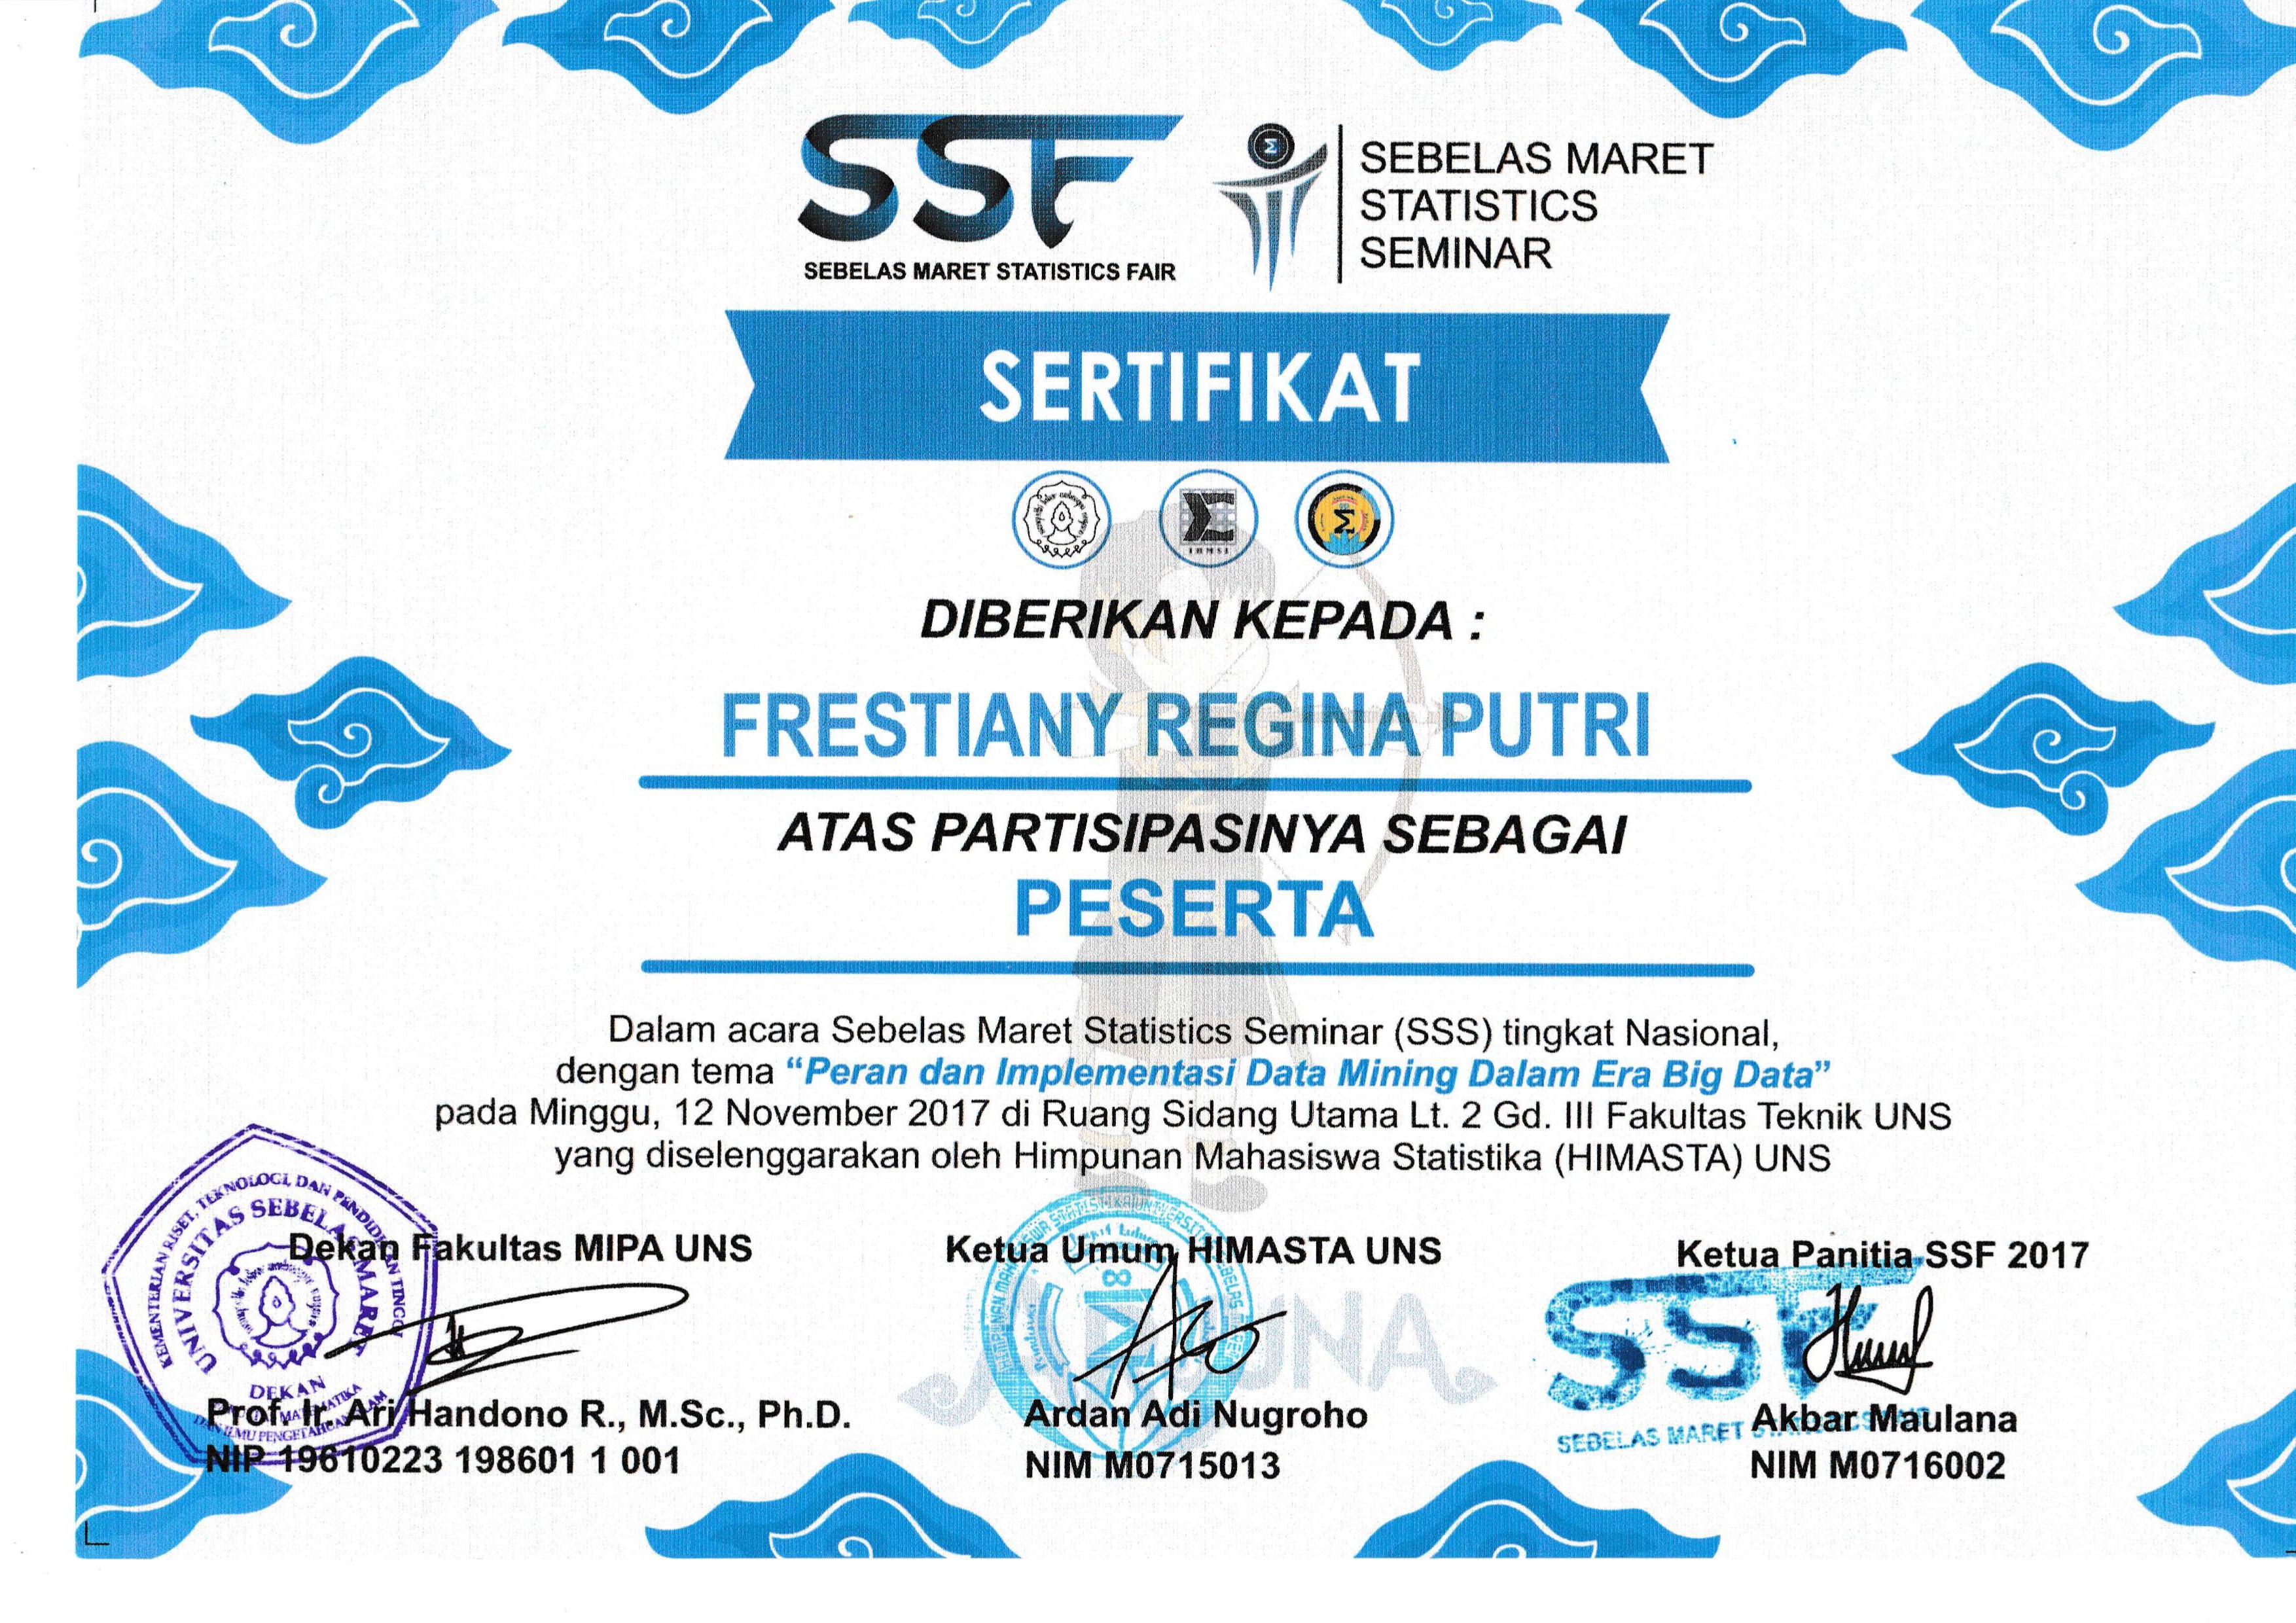 SSF
SEBELAS MARET STATISTICS FAIR
SEBELAS MARET
STATISTICS
SEMINAR
SERTIFIKAT
IHMSI
DIBERIKAN KEPADA :
FRESTIANY REGINA PUTRI
ATAS PARTISIPASINYA SEBAGAI
PESERTA
Dalam acara Sebelas Maret Statistics Seminar (SSS) tingkat Nasional,
dengan tema “Peran dan Implementasi Data Mining Dalam Era Big Data”
pada Minggu, 12 November 2017 di Ruang Sidang Utama Lt. 2 Gd. III Fakultas Teknik UNS
yang diselenggarakan oleh Himpunan Mahasiswa Statistika (HIMASTA) UNS
KEMENTERIAN RISET, TEKNOLOGI, DAN PENDIDIKAN TINGGI
UNIVERSITAS SEBELAS MARET
DEKAN
DAN ILMU PENGETAHUAN ALAM
Dekan Fakultas MIPA UNS
Prof. Ir. Ari Handono R., M.Sc., Ph.D.
NIP 19610223 198601 1 001
Ketua Umum HIMASTA UNS
Ardan Adi Nugroho
NIM M0715013
Ketua Panitia SSF 2017
SSF
SEBELAS MARET
Akbar Maulana
NIM M0716002